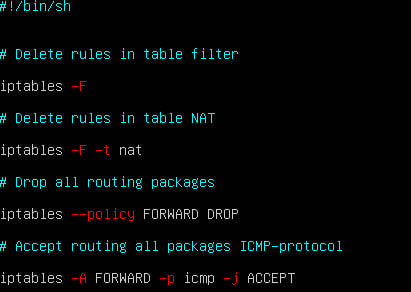 #!/bin/sh
# Delete rules in table filter
iptables -F
# Delete rules in table NAT
iptables -F -t nat
# Drop all routing packages
iptables --policy FORWARD DROP
# Accept routing all packages ICMP-protocol
iptables -A FORWARD -p icmp -j ACCEPT